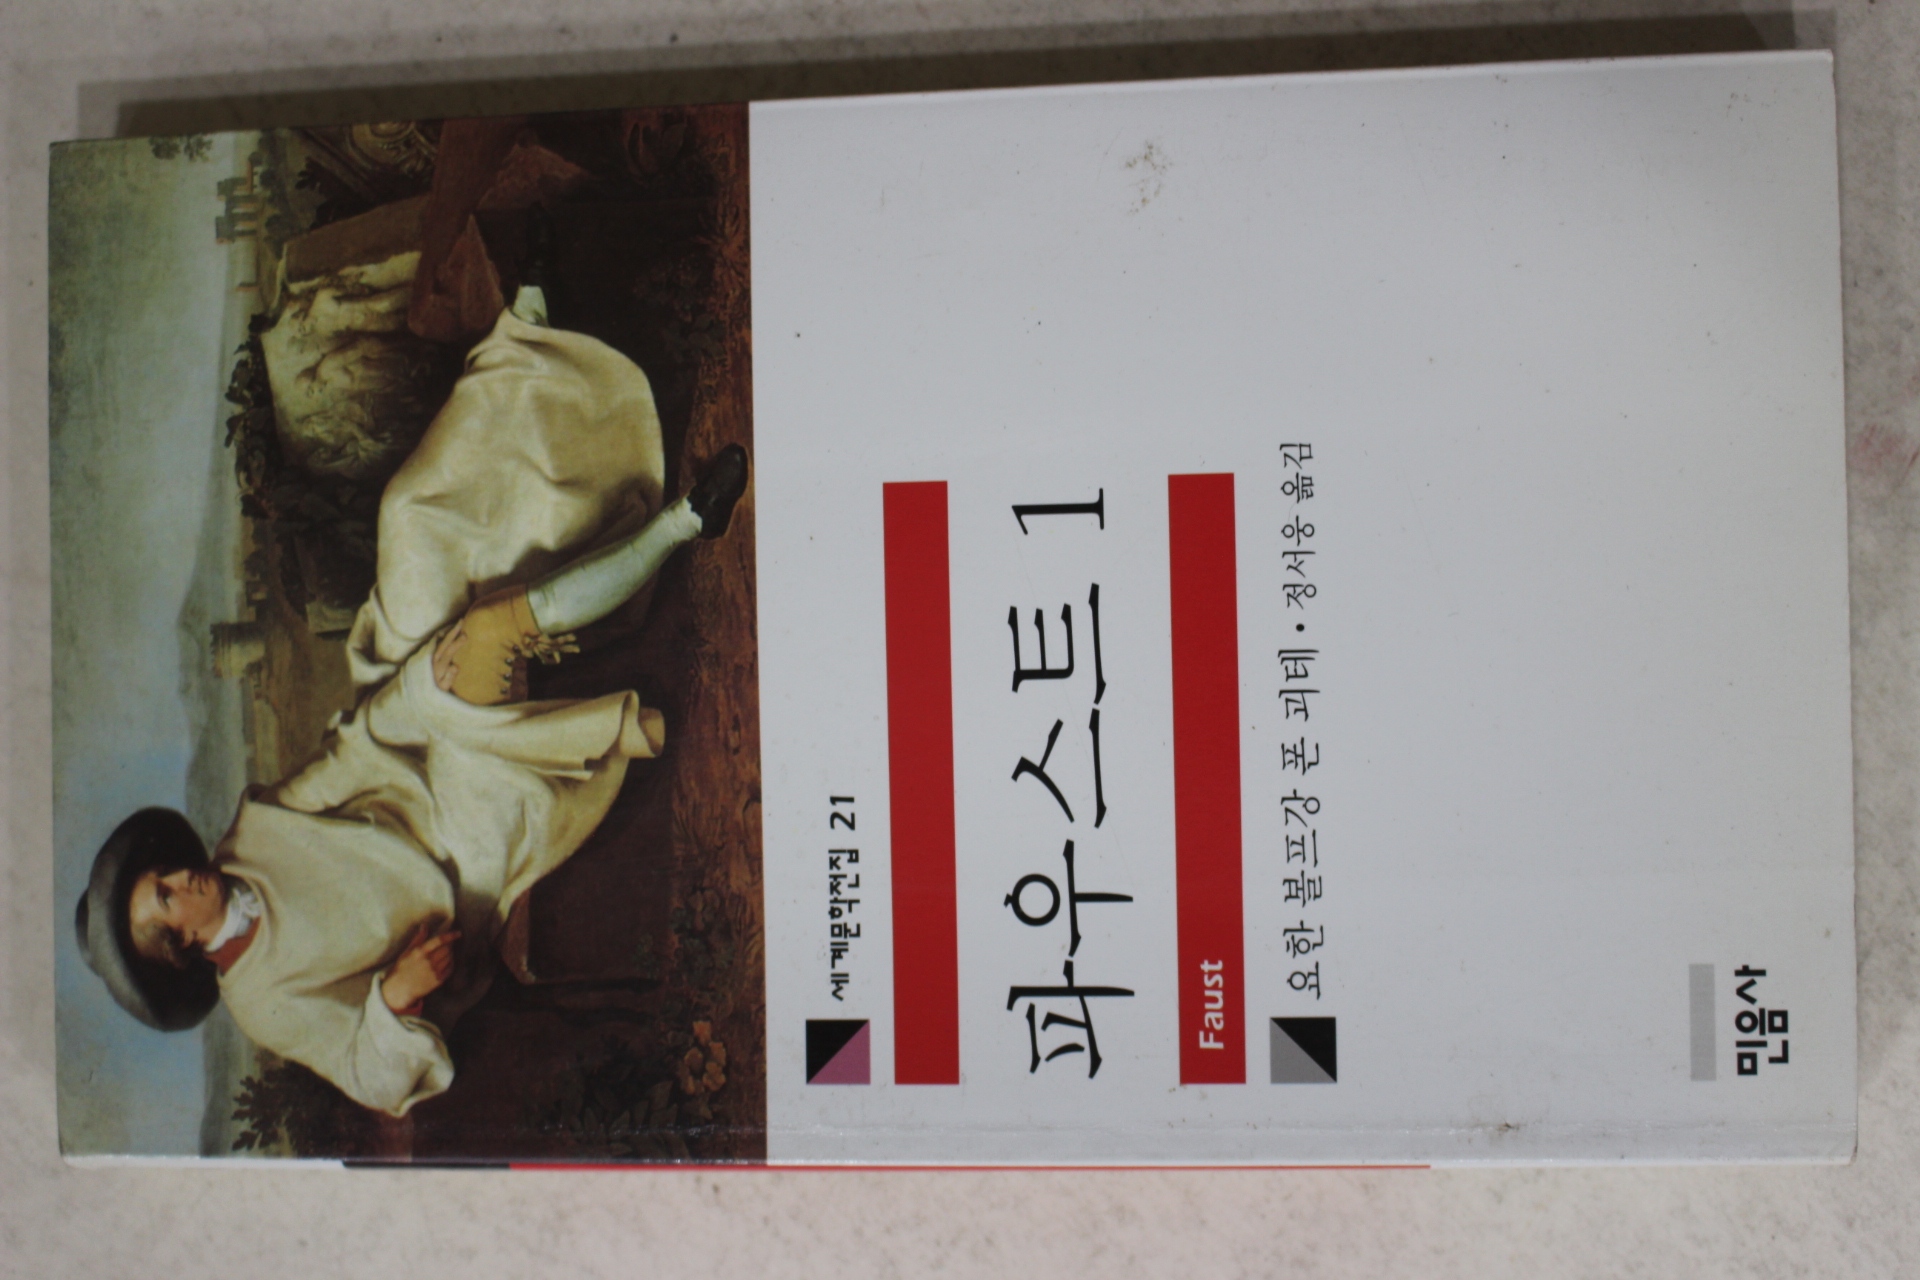 세계문학전집 21
파우스트 1
Faust
요한 볼프강 폰 괴테 • 정서웅 옮김
민음사